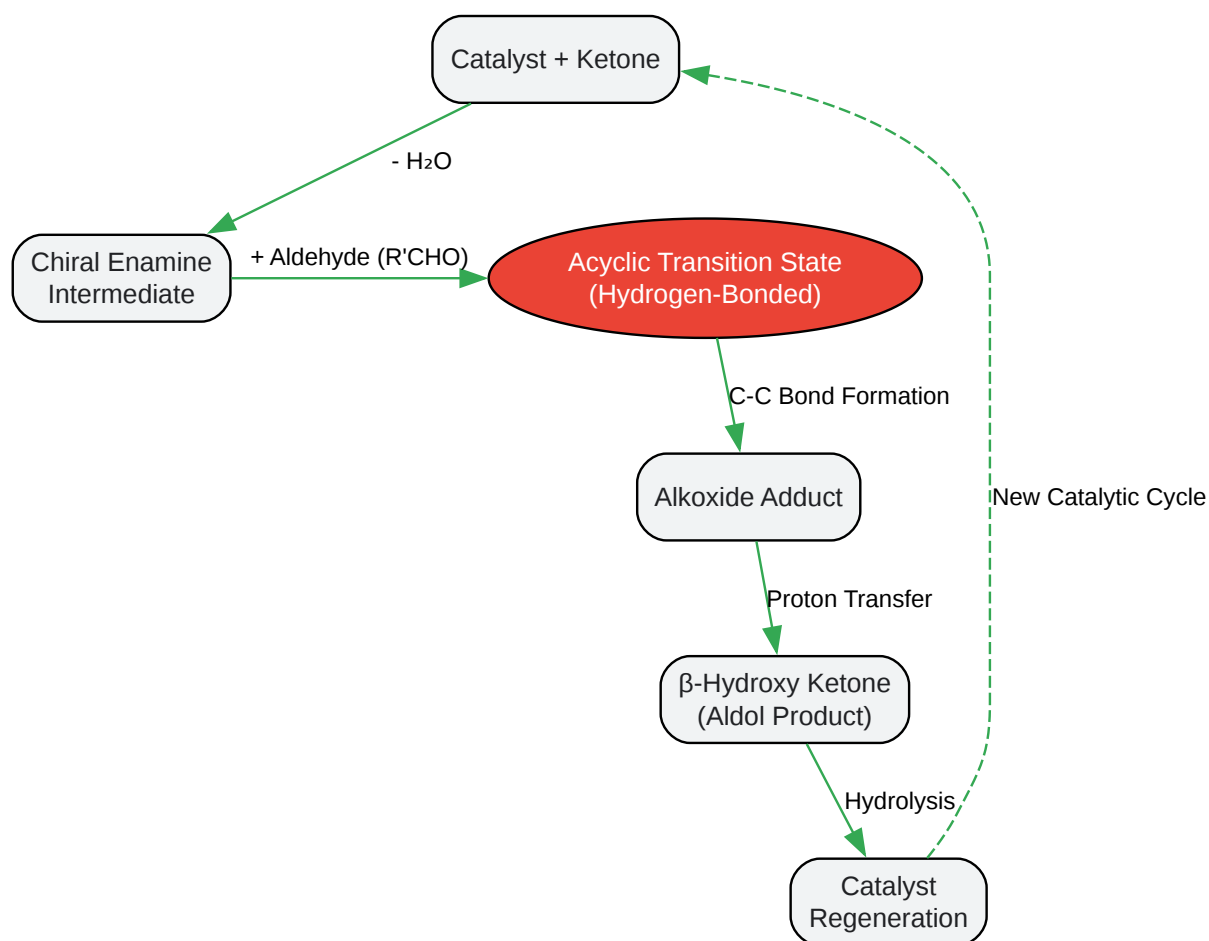 Catalyst + Ketone
- H₂O
Chiral Enamine
Intermediate
+ Aldehyde (R'CHO)
Acyclic Transition State
(Hydrogen-Bonded)
C-C Bond Formation
Alkoxide Adduct
New Catalytic Cycle
Proton Transfer
β-Hydroxy Ketone
(Aldol Product)
Hydrolysis
Catalyst
Regeneration